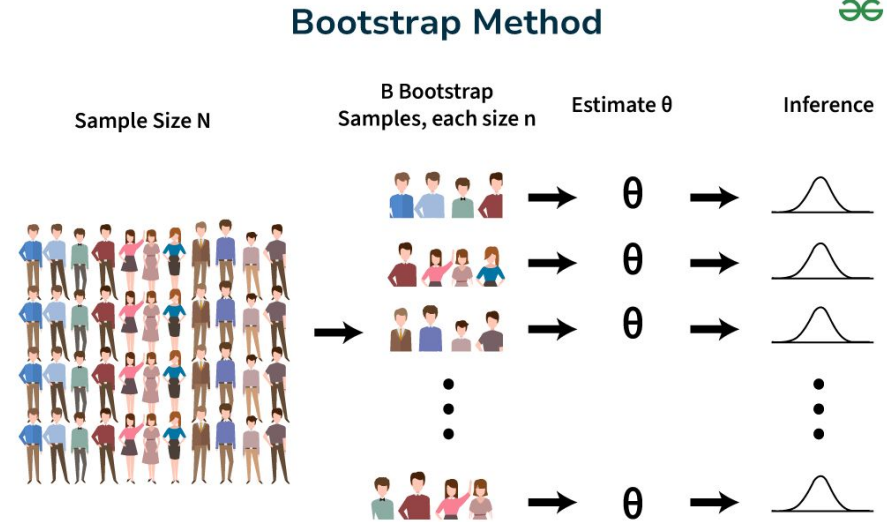 Bootstrap Method
Sample Size N
B Bootstrap
Samples, each size n
Estimate θ
Inference
θ
θ
θ
θ